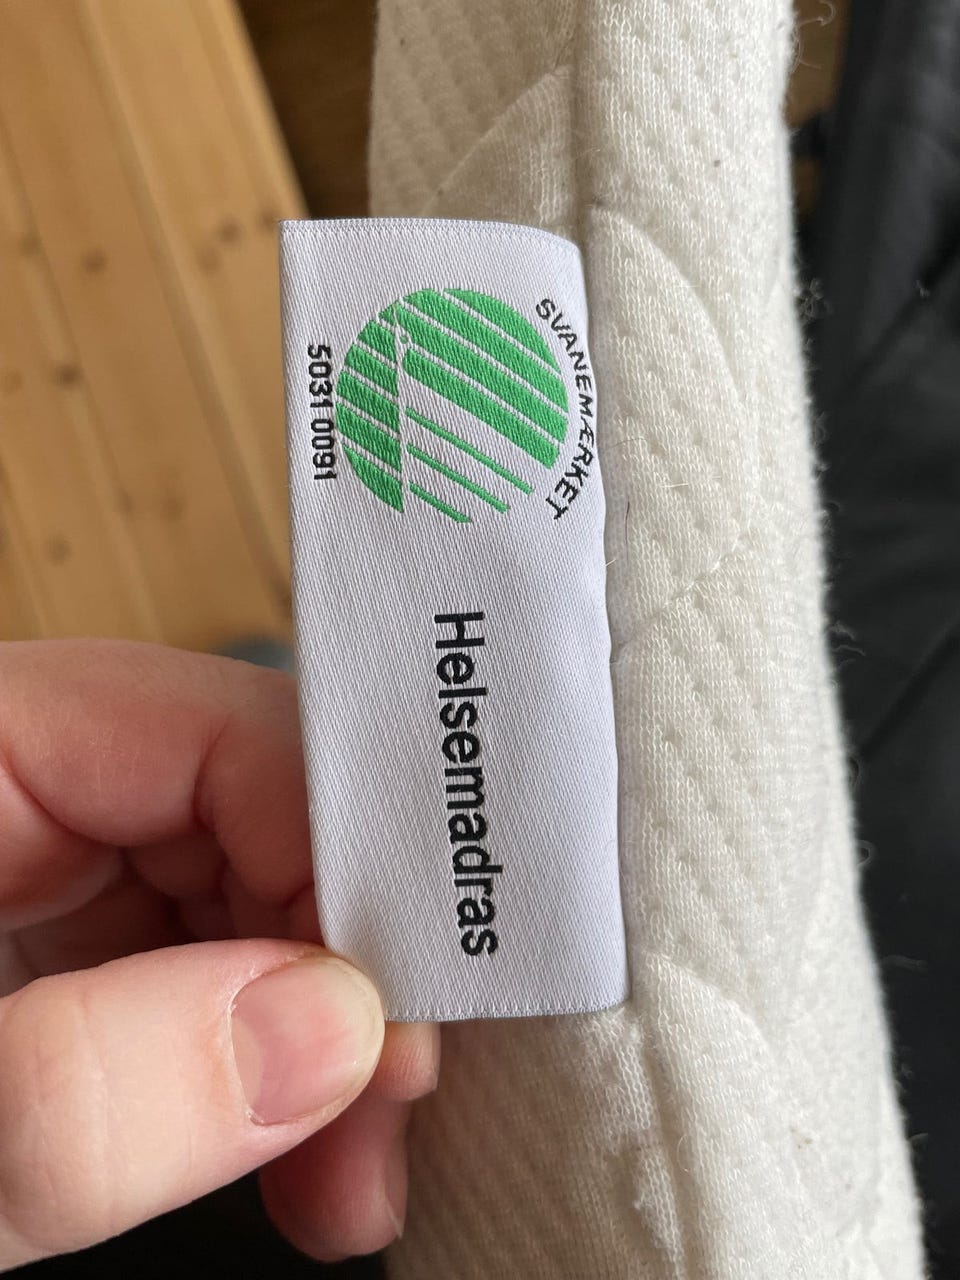 SVANEMÆRKET
5031 0091
Helsemadras